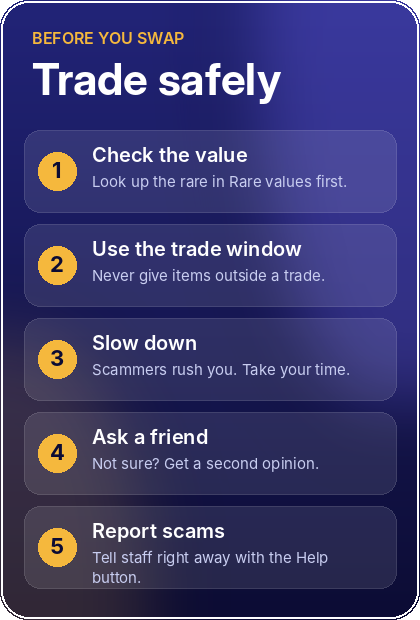 BEFORE YOU SWAP
Trade safely
1
Check the value
Look up the rare in Rare values first.
2
Use the trade window
Never give items outside a trade.
3
Slow down
Scammers rush you. Take your time.
4
Ask a friend
Not sure? Get a second opinion.
5
Report scams
Tell staff right away with the Help
button.